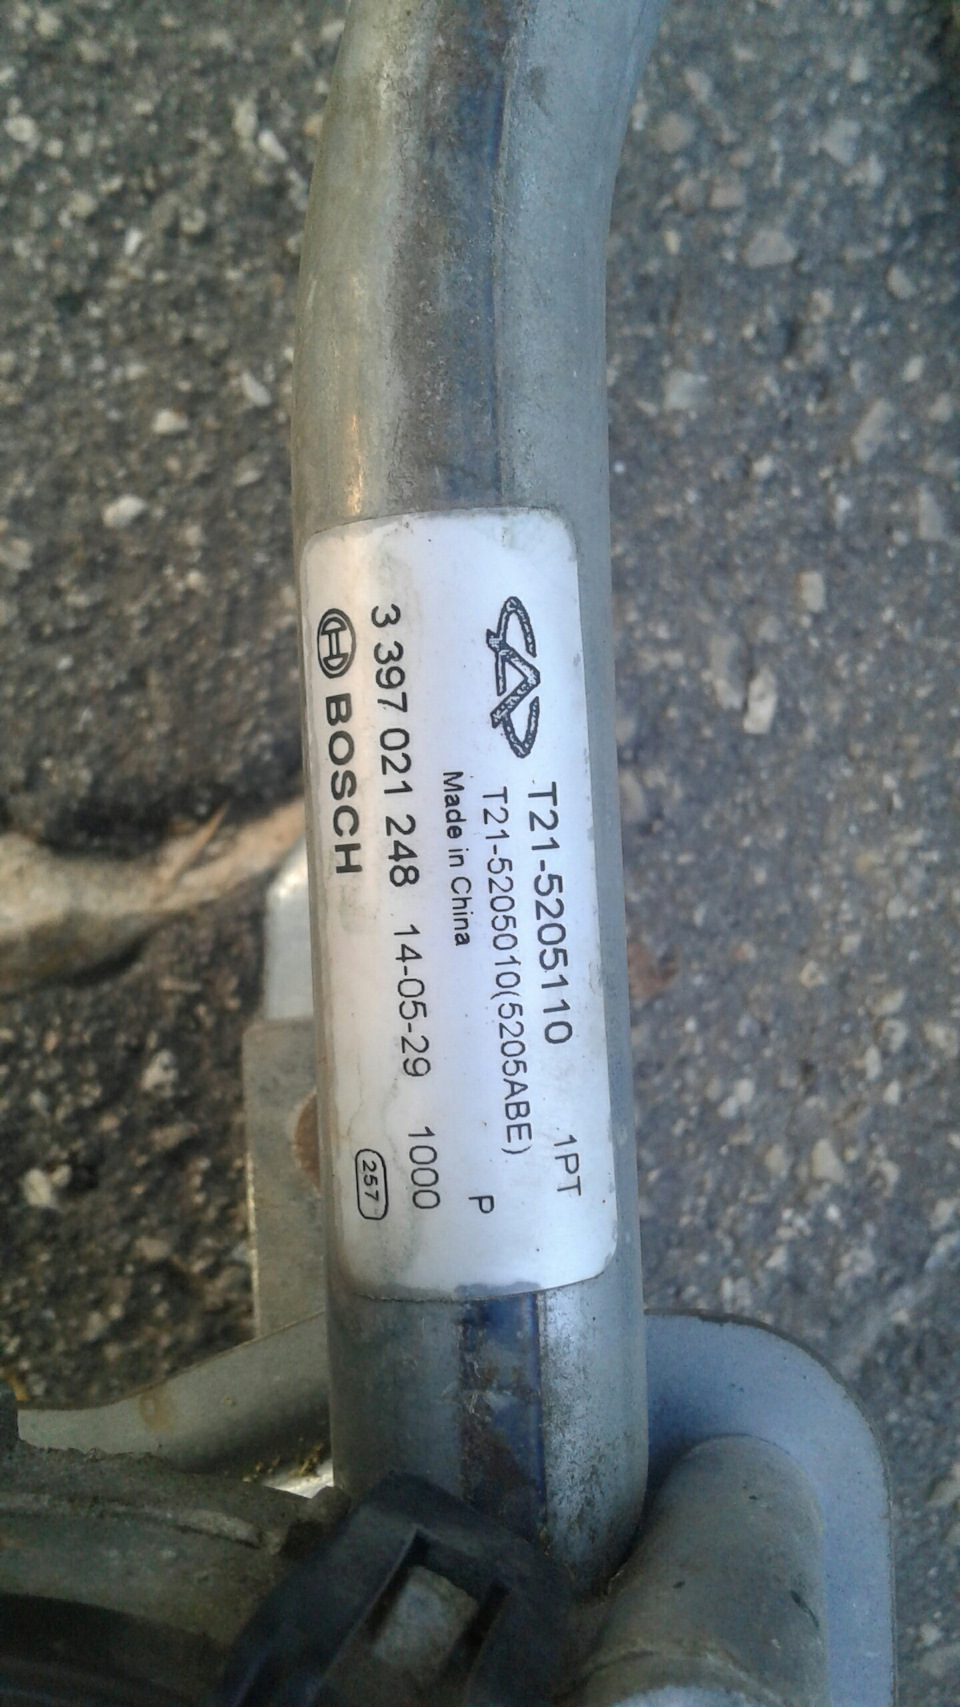 T21-5205110 1PT
T21-5205010(5205ABE)
Made in China P
3 397 021 248 14-05-29 1000
BOSCH 257